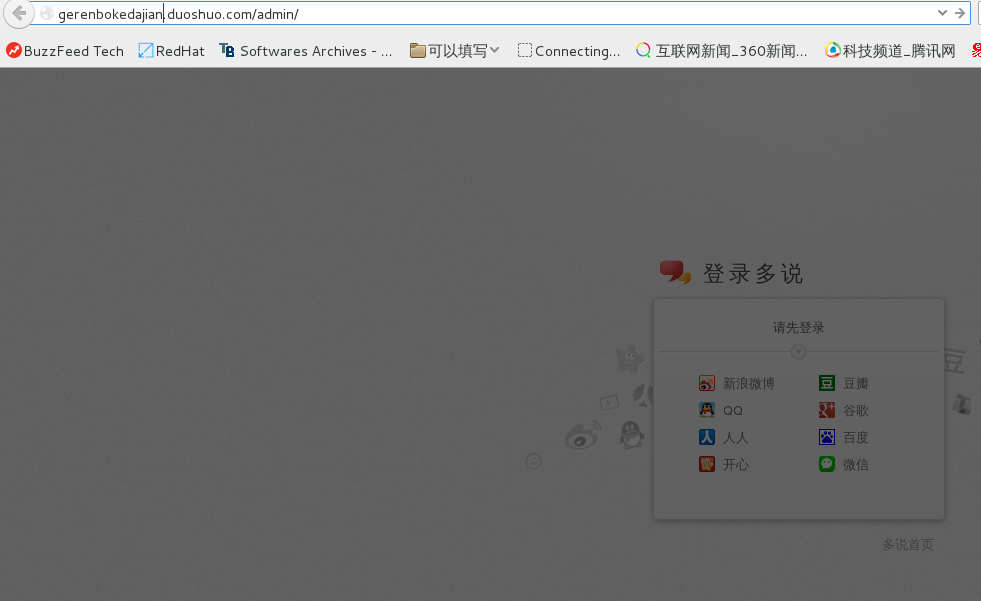 gerenbokedajian.duoshuo.com/admin/
BuzzFeed Tech RedHat Softwares Archives - ... 可以填写 Connecting... 互联网新闻_360新闻... 科技频道_腾讯网
登录多说
请先登录
新浪微博 豆瓣
QQ 谷歌
人人 百度
开心 微信
多说首页